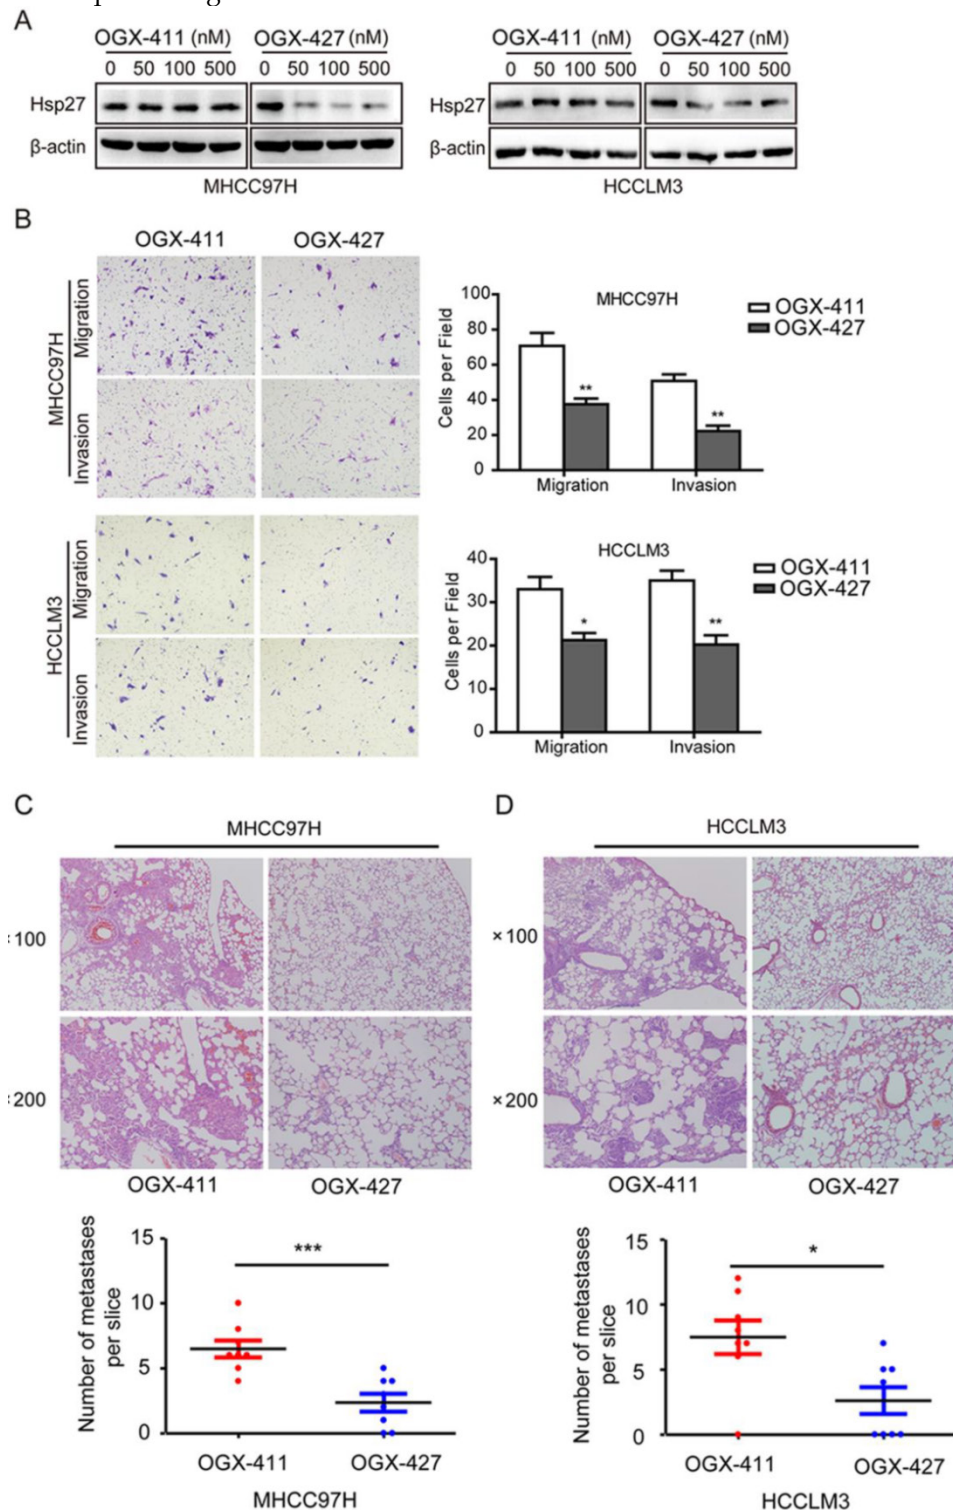 A
OGX-411 (nM) OGX-427 (nM) OGX-411 (nM) OGX-427 (nM)
0 50 100 500 0 50 100 500 0 50 100 500 0 50 100 500
Hsp27 Hsp27
β-actin β-actin
MHCC97H HCCLM3
B
OGX-411 OGX-427
MHCC97H
Migration
Invasion
HCCLM3
Migration
Invasion
MHCC97H
OGX-411
OGX-427
Cells per Field
100
80
60
40
20
0
** **
Migration Invasion
HCCLM3
OGX-411
OGX-427
Cells per Field
40
30
20
10
0
* **
Migration Invasion
C
MHCC97H
×100
×200
OGX-411 OGX-427
Number of metastases
per slice
15
10
5
0
***
OGX-411 OGX-427
MHCC97H
D
HCCLM3
×100
×200
OGX-411 OGX-427
Number of metastases
per slice
15
10
5
0
*
OGX-411 OGX-427
HCCLM3